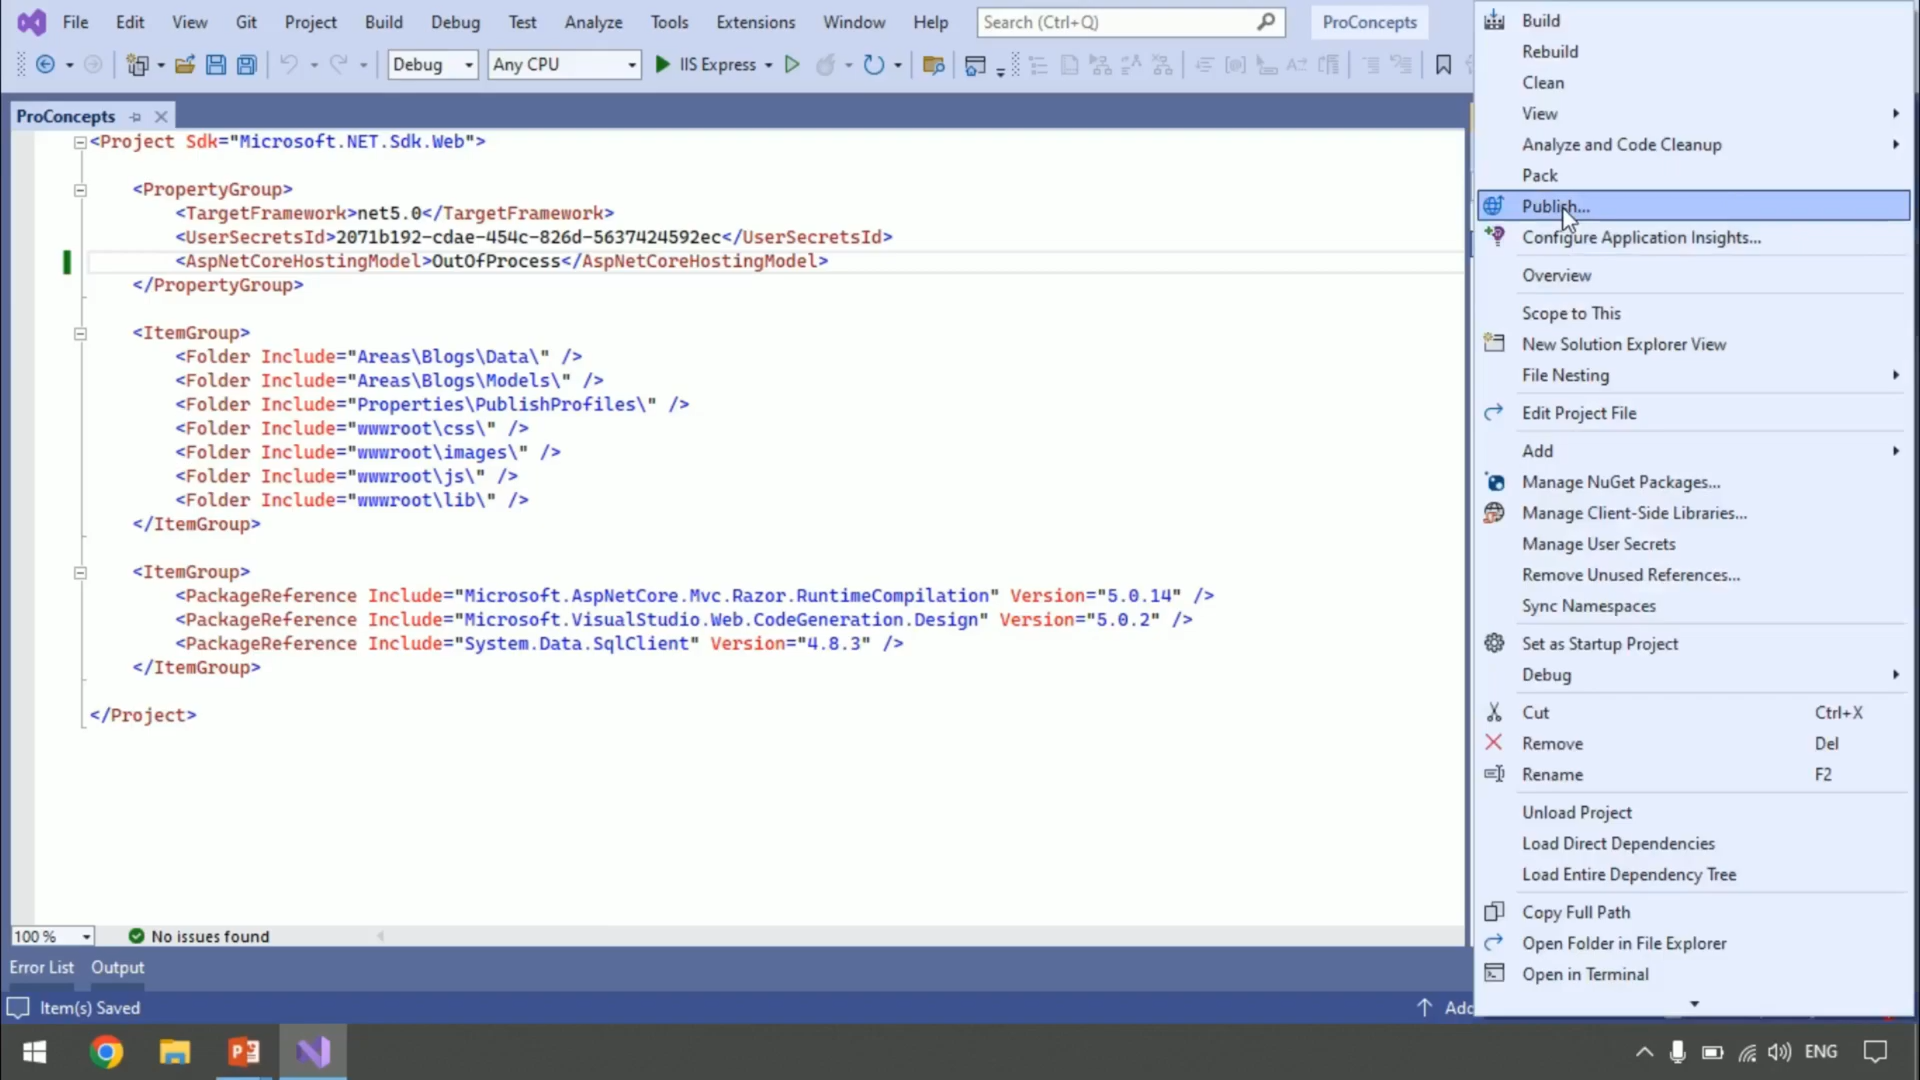 File Edit View Git Project Build Debug Test Analyze Tools Extensions Window Help Search (Ctrl+Q) ProConcepts
Debug Any CPU IIS Express
ProConcepts
<Project Sdk="Microsoft.NET.Sdk.Web">
<PropertyGroup>
<TargetFramework>net5.0</TargetFramework>
<UserSecretsId>2071b192-cdae-454c-826d-5637424592ec</UserSecretsId>
<AspNetCoreHostingModel>OutOfProcess</AspNetCoreHostingModel>
</PropertyGroup>
<ItemGroup>
<Folder Include="Areas\Blogs\Data\" />
<Folder Include="Areas\Blogs\Models\" />
<Folder Include="Properties\PublishProfiles\" />
<Folder Include="wwwroot\css\" />
<Folder Include="wwwroot\images\" />
<Folder Include="wwwroot\js\" />
<Folder Include="wwwroot\lib\" />
</ItemGroup>
<ItemGroup>
<PackageReference Include="Microsoft.AspNetCore.Mvc.Razor.RuntimeCompilation" Version="5.0.14" />
<PackageReference Include="Microsoft.VisualStudio.Web.CodeGeneration.Design" Version="5.0.2" />
<PackageReference Include="System.Data.SqlClient" Version="4.8.3" />
</ItemGroup>
</Project>
100 % No issues found
Error List Output
Item(s) Saved
Build
Rebuild
Clean
View
Analyze and Code Cleanup
Pack
Publish...
Configure Application Insights...
Overview
Scope to This
New Solution Explorer View
File Nesting
Edit Project File
Add
Manage NuGet Packages...
Manage Client-Side Libraries...
Manage User Secrets
Remove Unused References...
Sync Namespaces
Set as Startup Project
Debug
Cut Ctrl+X
Remove Del
Rename F2
Unload Project
Load Direct Dependencies
Load Entire Dependency Tree
Copy Full Path
Open Folder in File Explorer
Open in Terminal
ENG